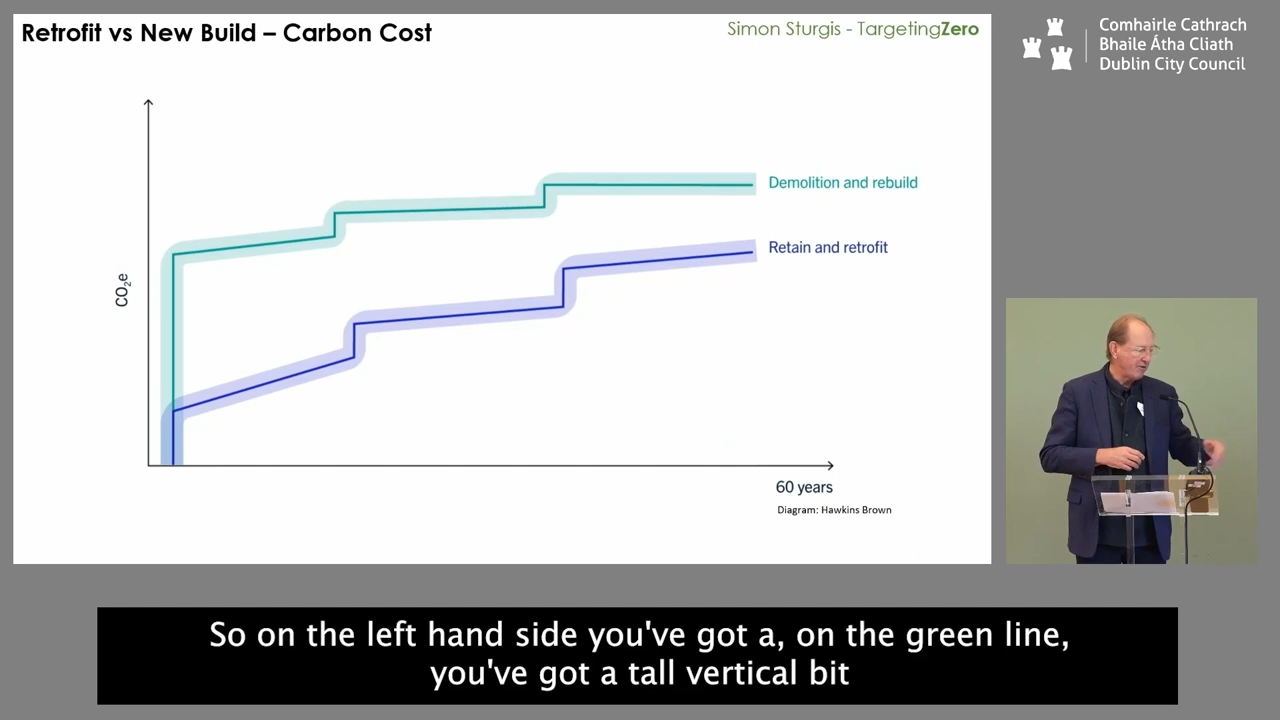 Retrofit vs New Build – Carbon Cost
Simon Sturgis - TargetingZero
Comhairle Cathrach
Bhaile Átha Cliath
Dublin City Council
Demolition and rebuild
Retain and retrofit
CO₂e
60 years
Diagram: Hawkins Brown
So on the left hand side you've got a, on the green line,
you've got a tall vertical bit